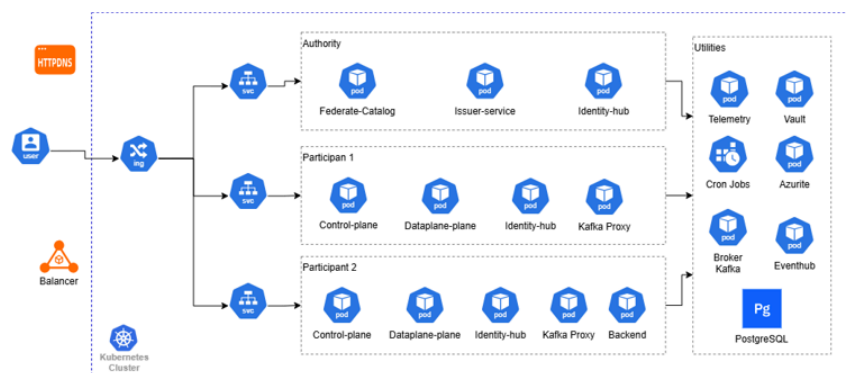 HTTPDNS
user
Balancer
Kubernetes
Cluster
ing
svc
svc
svc
Authority
pod
Federate-Catalog
pod
Issuer-service
pod
Identity-hub
Participan 1
pod
Control-plane
pod
Dataplane-plane
pod
Identity-hub
pod
Kafka Proxy
Participant 2
pod
Control-plane
pod
Dataplane-plane
pod
Identity-hub
pod
Kafka Proxy
pod
Backend
Utilities
pod
Telemetry
pod
Vault
Cron Jobs
pod
Azurite
pod
Broker
Kafka
pod
Eventhub
Pg
PostgreSQL